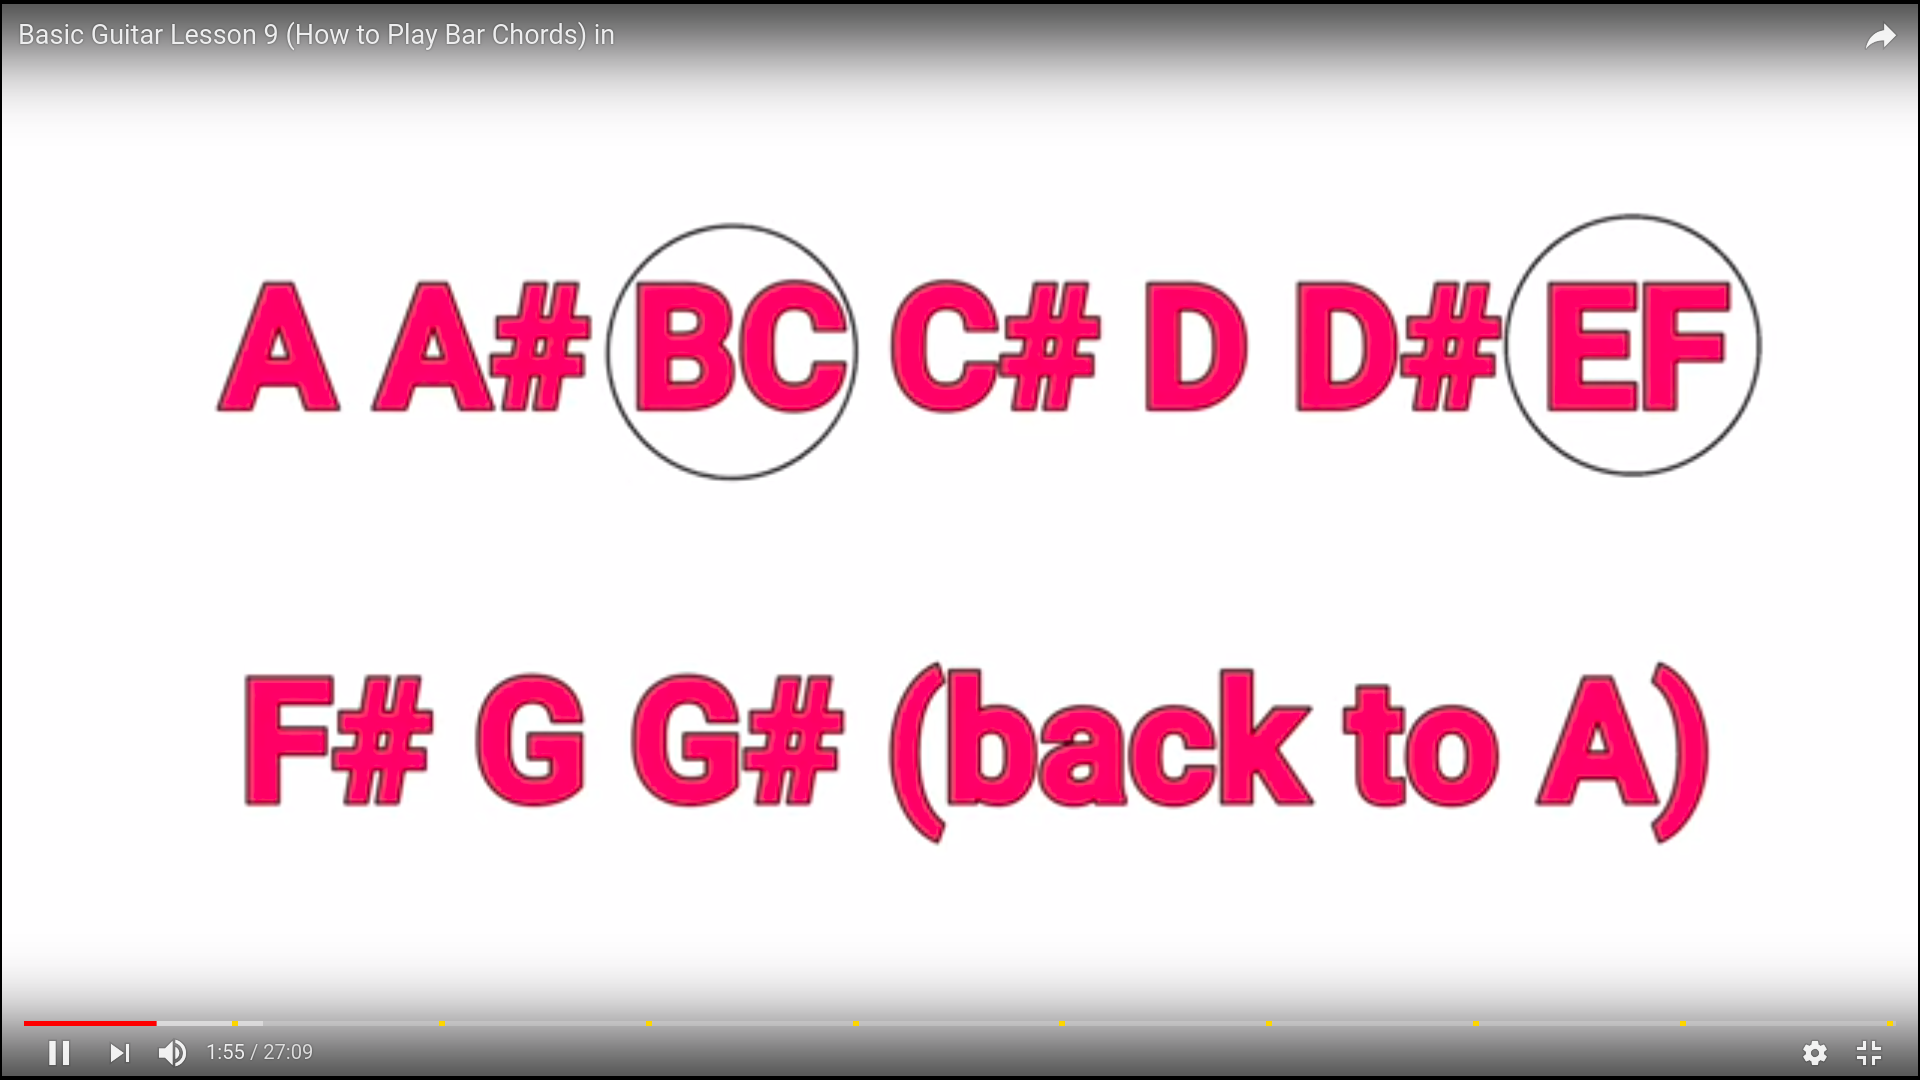 Basic Guitar Lesson 9 (How to Play Bar Chords) in
A A# BC C# D D# EF
F# G G# (back to A)
1:55 / 27:09